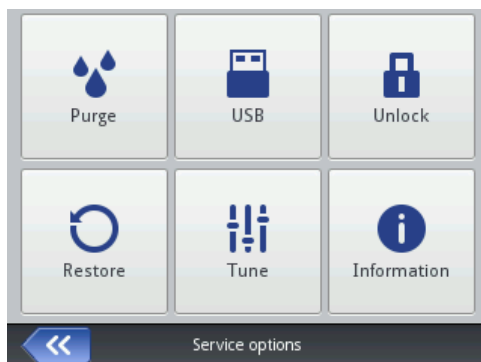 Purge
USB
Unlock
Restore
Tune
Information
Service options